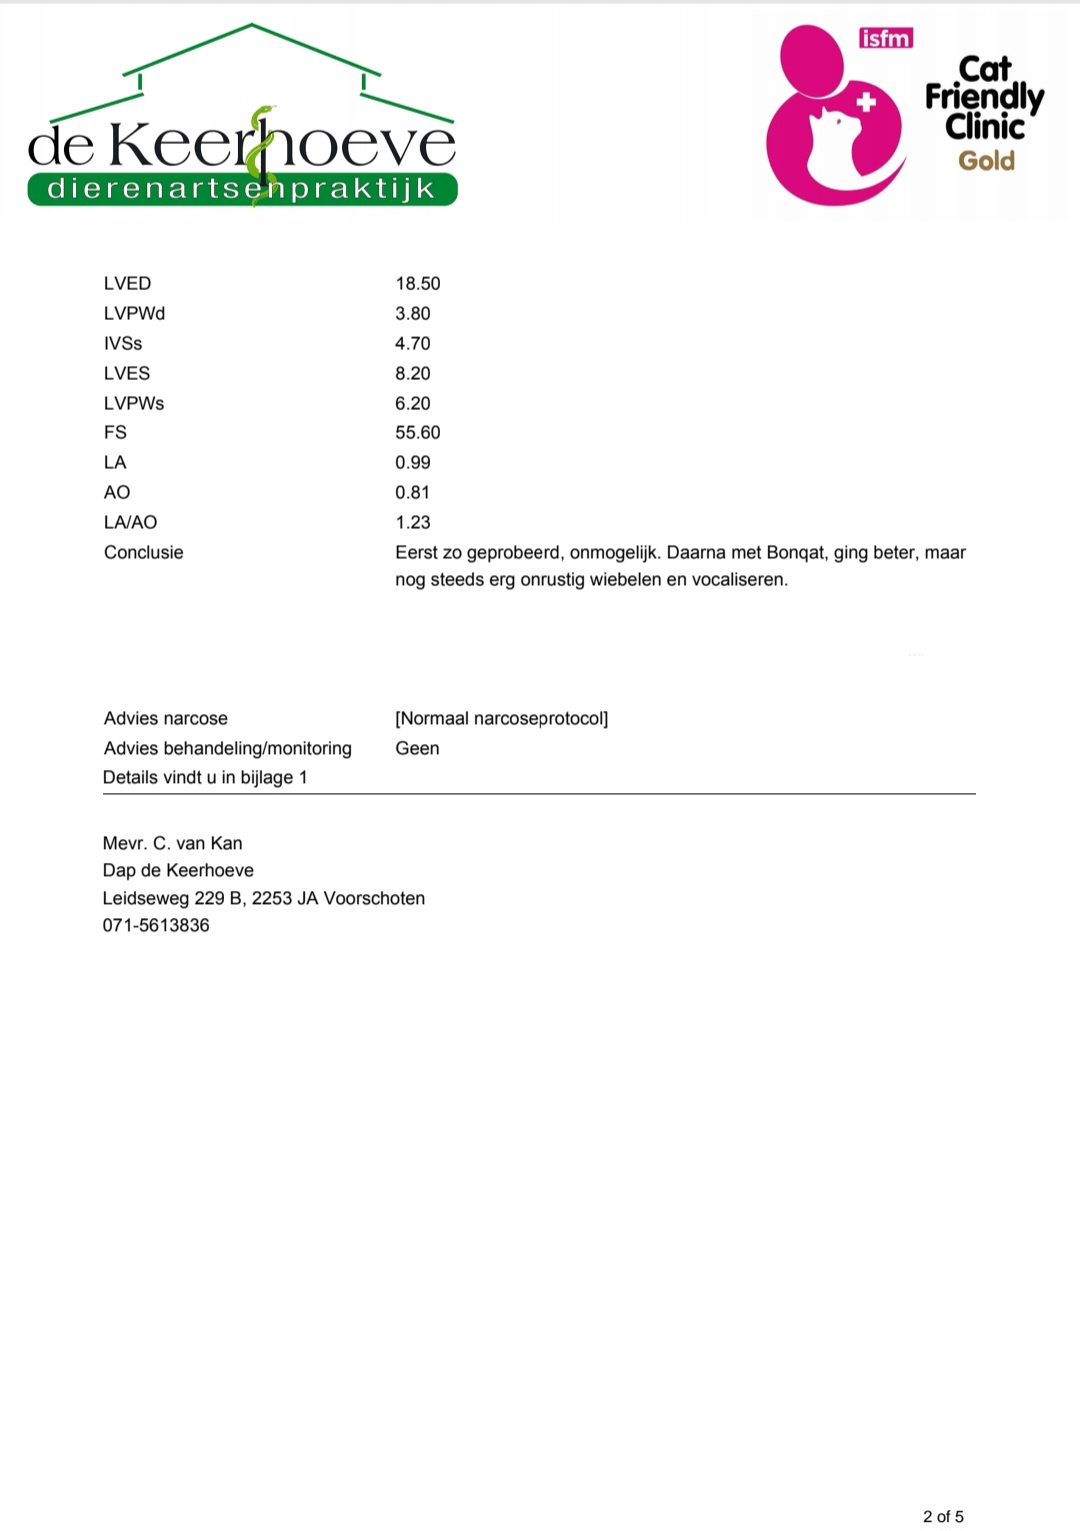 de Keerhoeve
dierenartsenpraktijk
isfm
Cat
Friendly
Clinic
Gold
LVED 18.50
LVPWd 3.80
IVSs 4.70
LVES 8.20
LVPWs 6.20
FS 55.60
LA 0.99
AO 0.81
LA/AO 1.23
Conclusie Eerst zo geprobeerd, onmogelijk. Daarna met Bonqat, ging beter, maar
nog steeds erg onrustig wiebelen en vocaliseren.
Advies narcose [Normaal narcoseprotocol]
Advies behandeling/monitoring Geen
Details vindt u in bijlage 1
Mevr. C. van Kan
Dap de Keerhoeve
Leidseweg 229 B, 2253 JA Voorschoten
071-5613836
2 of 5